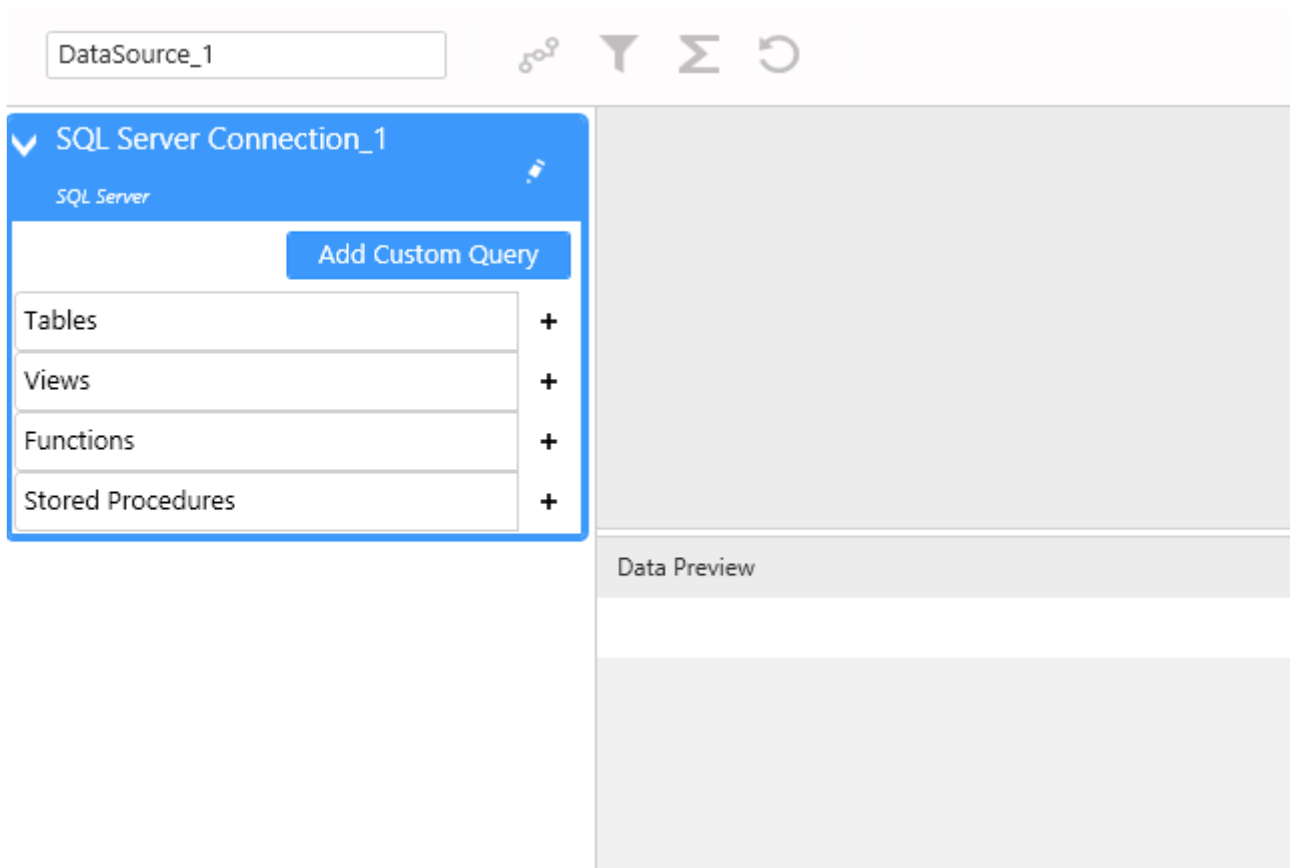 DataSource_1
SQL Server Connection_1
SQL Server
Add Custom Query
Tables
Views
Functions
Stored Procedures
Data Preview